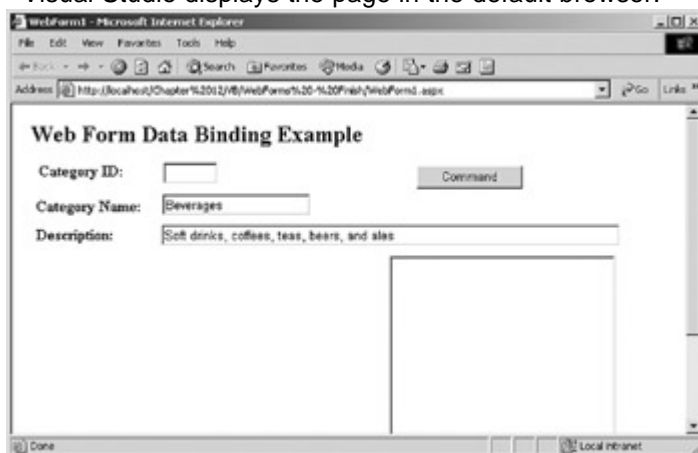 Visual Studio displays the page in the default browser.
WebForm1 - Microsoft Internet Explorer
File Edit View Favorites Tools Help
Back Search Favorites Media
Address http://localhost/Chapter%2012/VB/WebForms%20-%20Finish/WebForm1.aspx Go Links »
Web Form Data Binding Example
Category ID:
Command
Category Name: Beverages
Description: Soft drinks, coffees, teas, beers, and ales
Done Local intranet